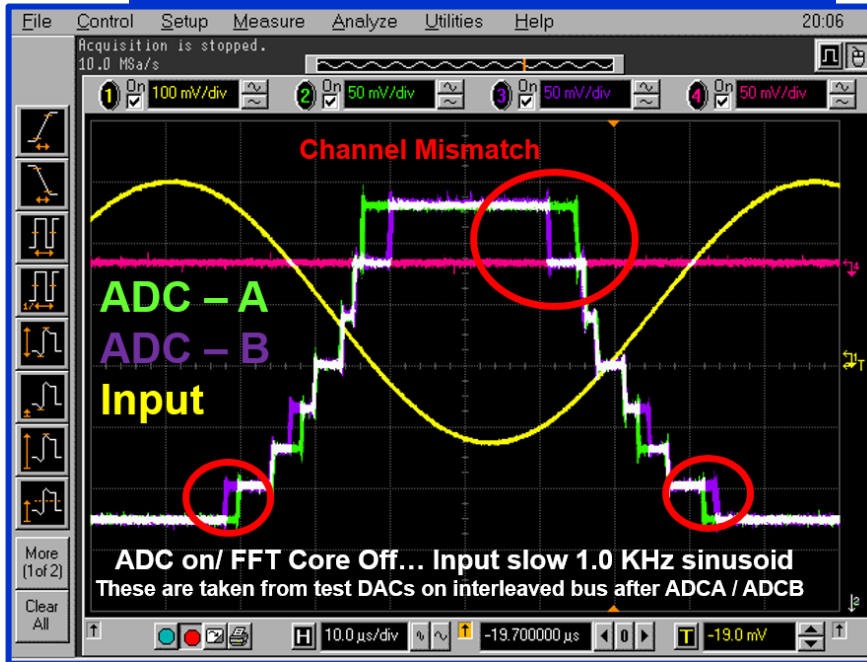 File Control Setup Measure Analyze Utilities Help 20:06
Acquisition is stopped.
10.0 MSa/s
1 On 100 mV/div 2 On 50 mV/div 3 On 50 mV/div 4 On 50 mV/div
Channel Mismatch
ADC – A
ADC – B
Input
T
ADC on/ FFT Core Off... Input slow 1.0 KHz sinusoid
These are taken from test DACs on interleaved bus after ADCA / ADCB
More
(1of 2)
Clear
All
H 10.0 µs/div -19.700000 µs 0 T -19.0 mV